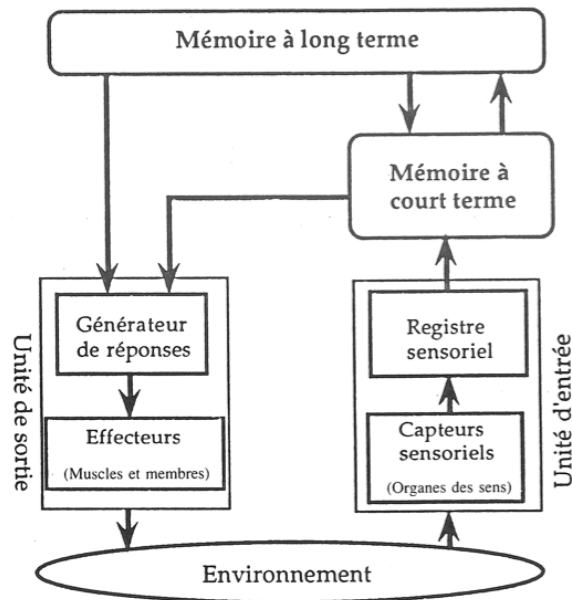 Mémoire à long terme
Mémoire à
court terme
Générateur
de réponses
Registre
sensoriel
Unité de sortie
Unité d'entrée
Effecteurs
(Muscles et membres)
Capteurs
sensoriels
(Organes des sens)
Environnement